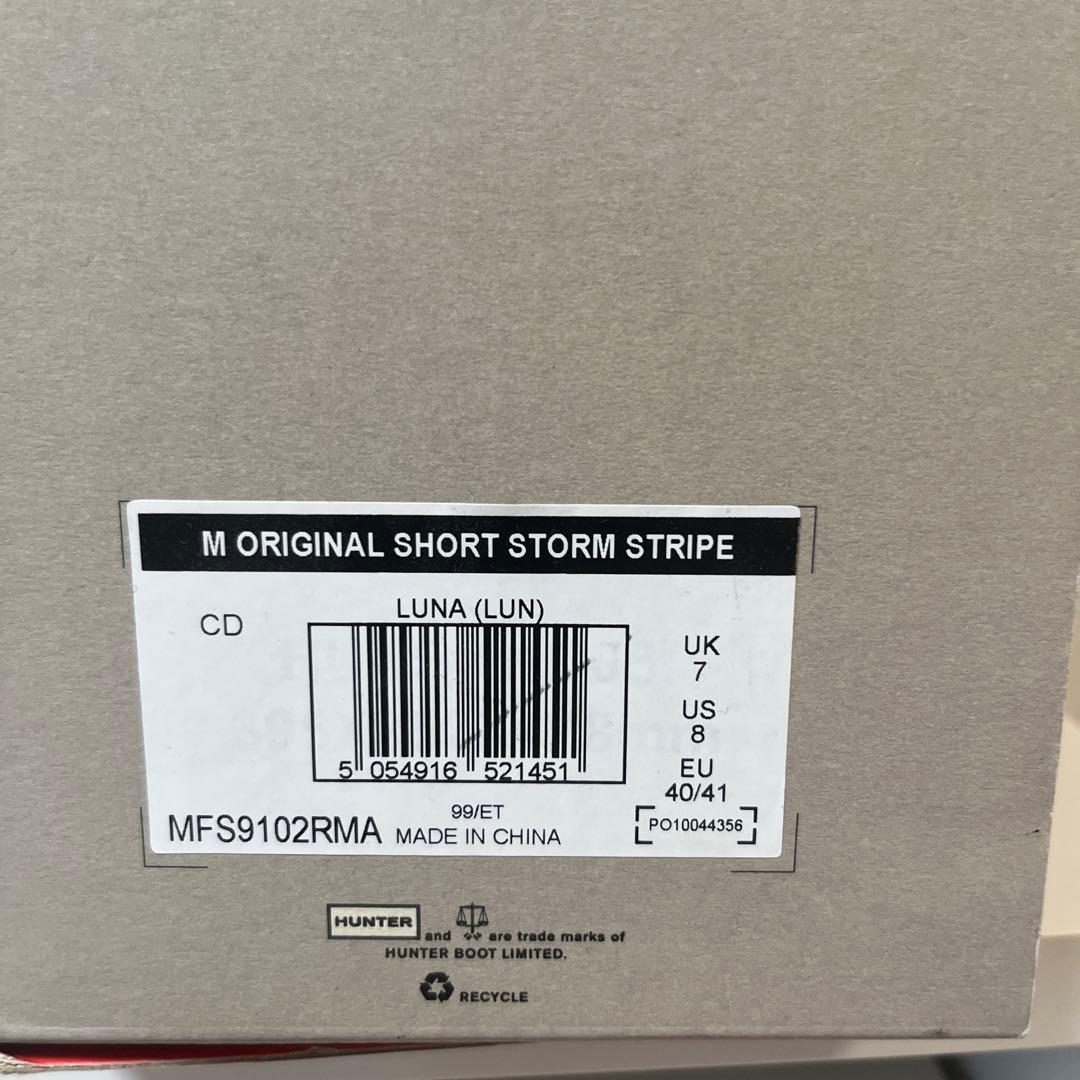 M ORIGINAL SHORT STORM STRIPE
CD
LUNA (LUN)
5 054916 521451
UK
7
US
8
EU
40/41
99/ET
MFS9102RMA MADE IN CHINA
PO10044356
HUNTER and are trade marks of
HUNTER BOOT LIMITED.
RECYCLE